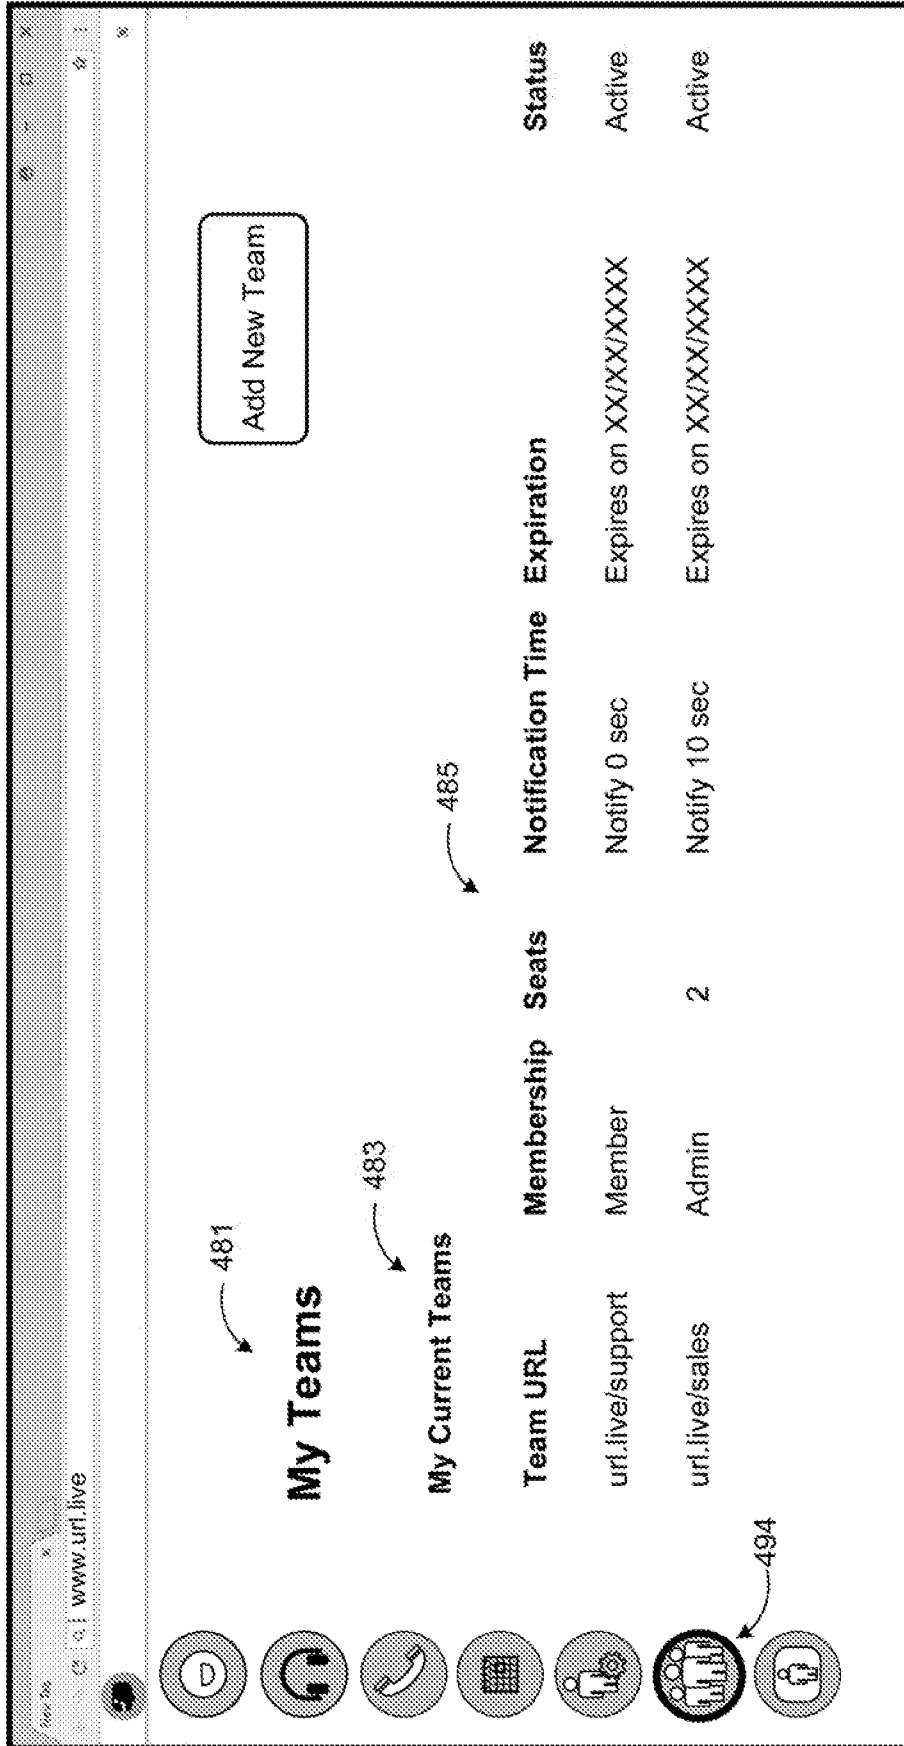 New Tab
www.url.live
Add New Team
481
My Teams
483
My Current Teams
485
Team URL Membership Seats Notification Time Expiration Status
url.live/support Member Notify 0 sec Expires on XX/XX/XXXX Active
url.live/sales Admin 2 Notify 10 sec Expires on XX/XX/XXXX Active
494